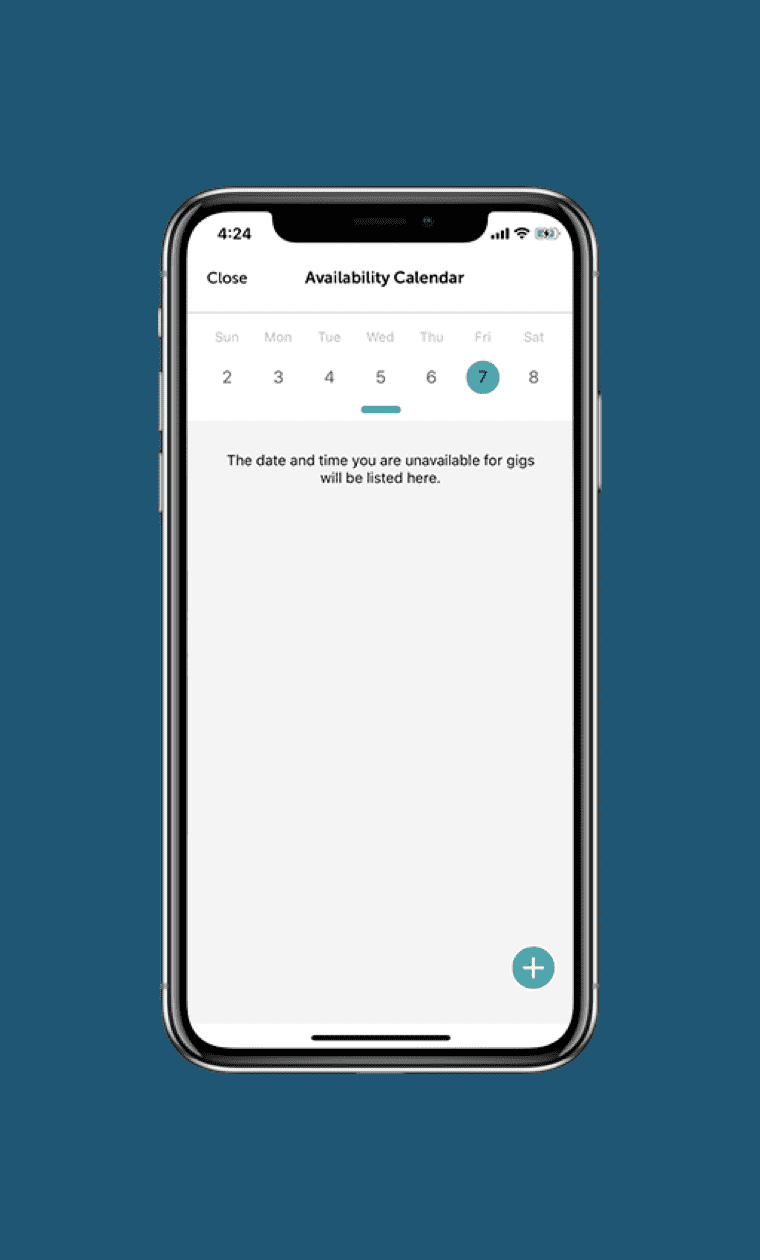 4:24
Close Availability Calendar
Sun Mon Tue Wed Thu Fri Sat
2 3 4 5 6 7 8
The date and time you are unavailable for gigs
will be listed here.